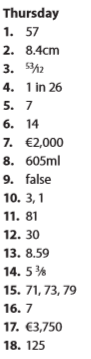 Thursday
1. 57
2. 8.4cm
3. 53⁄12
4. 1 in 26
5. 7
6. 14
7. €2,000
8. 605ml
9. false
10. 3, 1
11. 81
12. 30
13. 8.59
14. 5 3⁄8
15. 71, 73, 79
16. 7
17. €3,750
18. 125